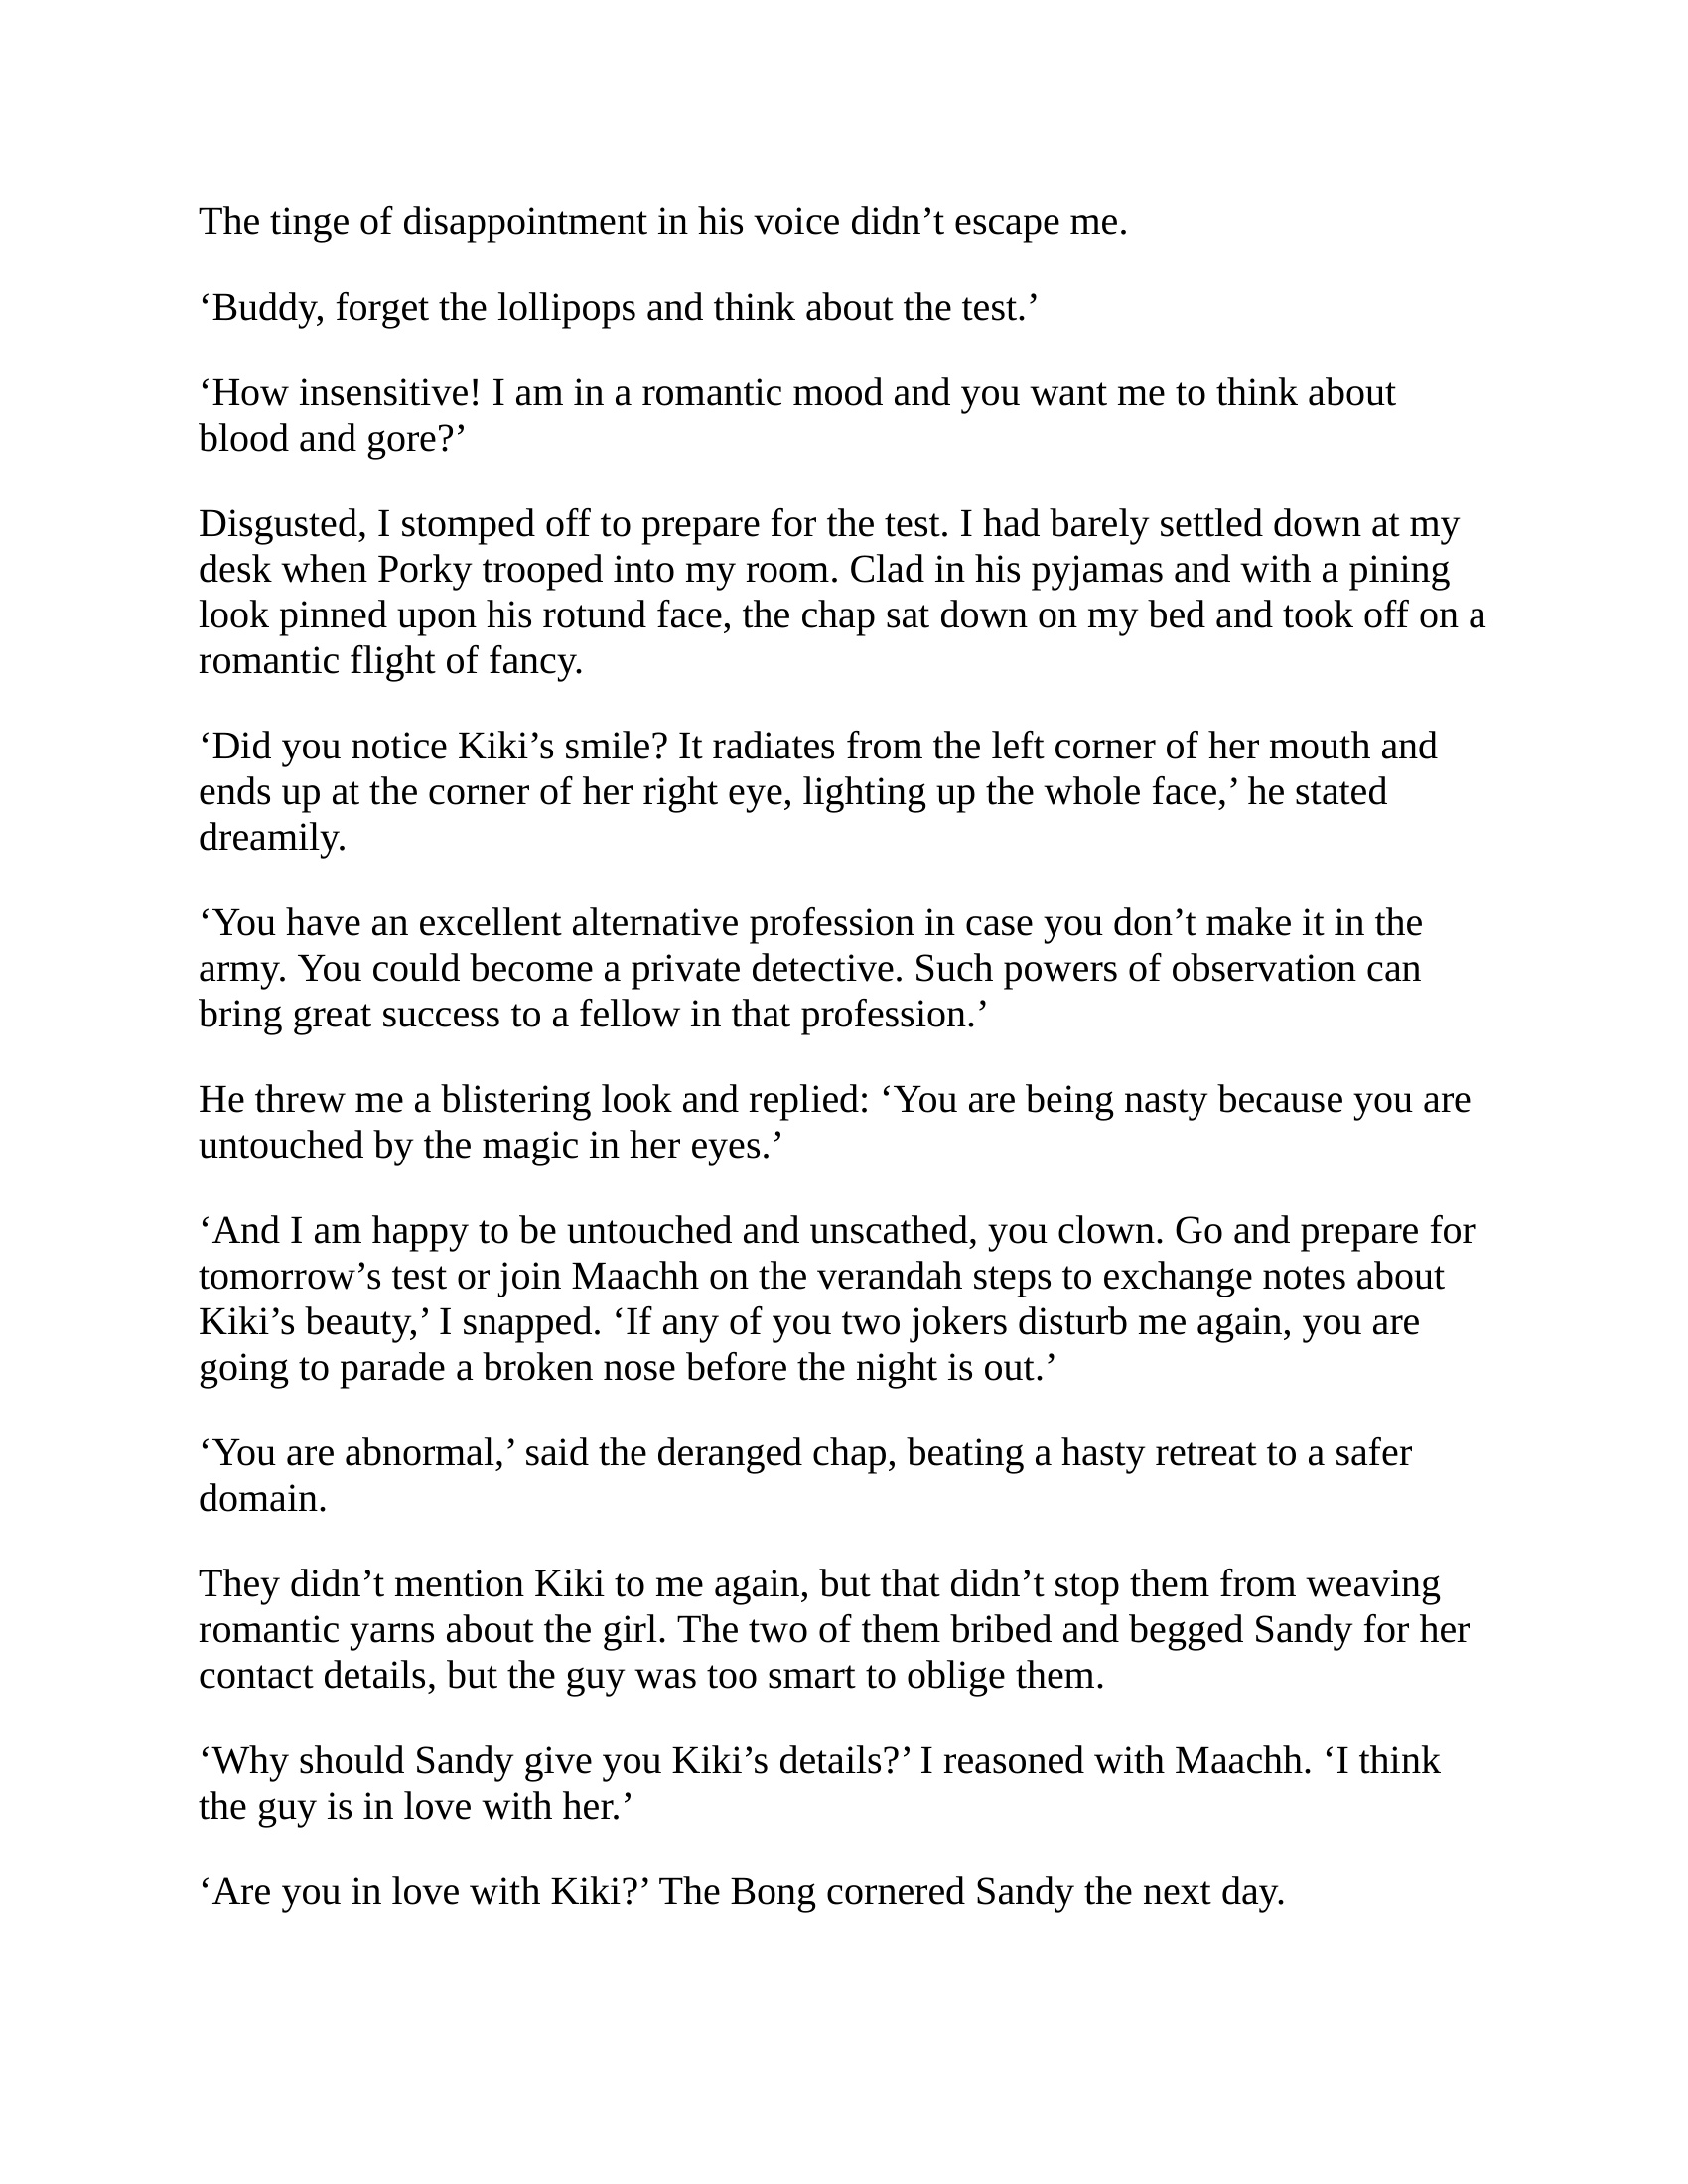 The tinge of disappointment in his voice didn’t escape me.
‘Buddy, forget the lollipops and think about the test.’
‘How insensitive! I am in a romantic mood and you want me to think about
blood and gore?’
Disgusted, I stomped off to prepare for the test. I had barely settled down at my
desk when Porky trooped into my room. Clad in his pyjamas and with a pining
look pinned upon his rotund face, the chap sat down on my bed and took off on a
romantic flight of fancy.
‘Did you notice Kiki’s smile? It radiates from the left corner of her mouth and
ends up at the corner of her right eye, lighting up the whole face,’ he stated
dreamily.
‘You have an excellent alternative profession in case you don’t make it in the
army. You could become a private detective. Such powers of observation can
bring great success to a fellow in that profession.’
He threw me a blistering look and replied: ‘You are being nasty because you are
untouched by the magic in her eyes.’
‘And I am happy to be untouched and unscathed, you clown. Go and prepare for
tomorrow’s test or join Maachh on the verandah steps to exchange notes about
Kiki’s beauty,’ I snapped. ‘If any of you two jokers disturb me again, you are
going to parade a broken nose before the night is out.’
‘You are abnormal,’ said the deranged chap, beating a hasty retreat to a safer
domain.
They didn’t mention Kiki to me again, but that didn’t stop them from weaving
romantic yarns about the girl. The two of them bribed and begged Sandy for her
contact details, but the guy was too smart to oblige them.
‘Why should Sandy give you Kiki’s details?’ I reasoned with Maachh. ‘I think
the guy is in love with her.’
‘Are you in love with Kiki?’ The Bong cornered Sandy the next day.